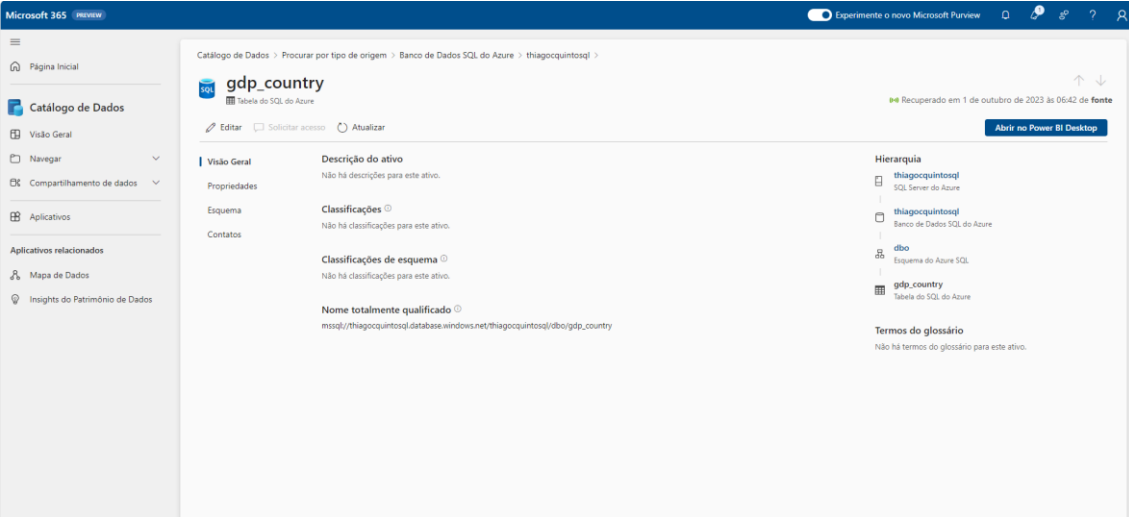 Microsoft 365 PREVIEW
Experimente o novo Microsoft Purview
1
?
Página Inicial
Catálogo de Dados
Visão Geral
Navegar
Compartilhamento de dados
Aplicativos
Aplicativos relacionados
Mapa de Dados
Insights do Patrimônio de Dados
Catálogo de Dados > Procurar por tipo de origem > Banco de Dados SQL do Azure > thiagocquintosql >
SQL
gdp_country
Tabela do SQL do Azure
Recuperado em 1 de outubro de 2023 às 06:42 de fonte
Editar Solicitar acesso Atualizar
Abrir no Power BI Desktop
Visão Geral
Propriedades
Esquema
Contatos
Descrição do ativo
Não há descrições para este ativo.
Classificações
Não há classificações para este ativo.
Classificações de esquema
Não há classificações para este ativo.
Nome totalmente qualificado
mssql://thiagocquintosql.database.windows.net/thiagocquintosql/dbo/gdp_country
Hierarquia
thiagocquintosql
SQL Server do Azure
thiagocquintosql
Banco de Dados SQL do Azure
dbo
Esquema do Azure SQL
gdp_country
Tabela do SQL do Azure
Termos do glossário
Não há termos do glossário para este ativo.